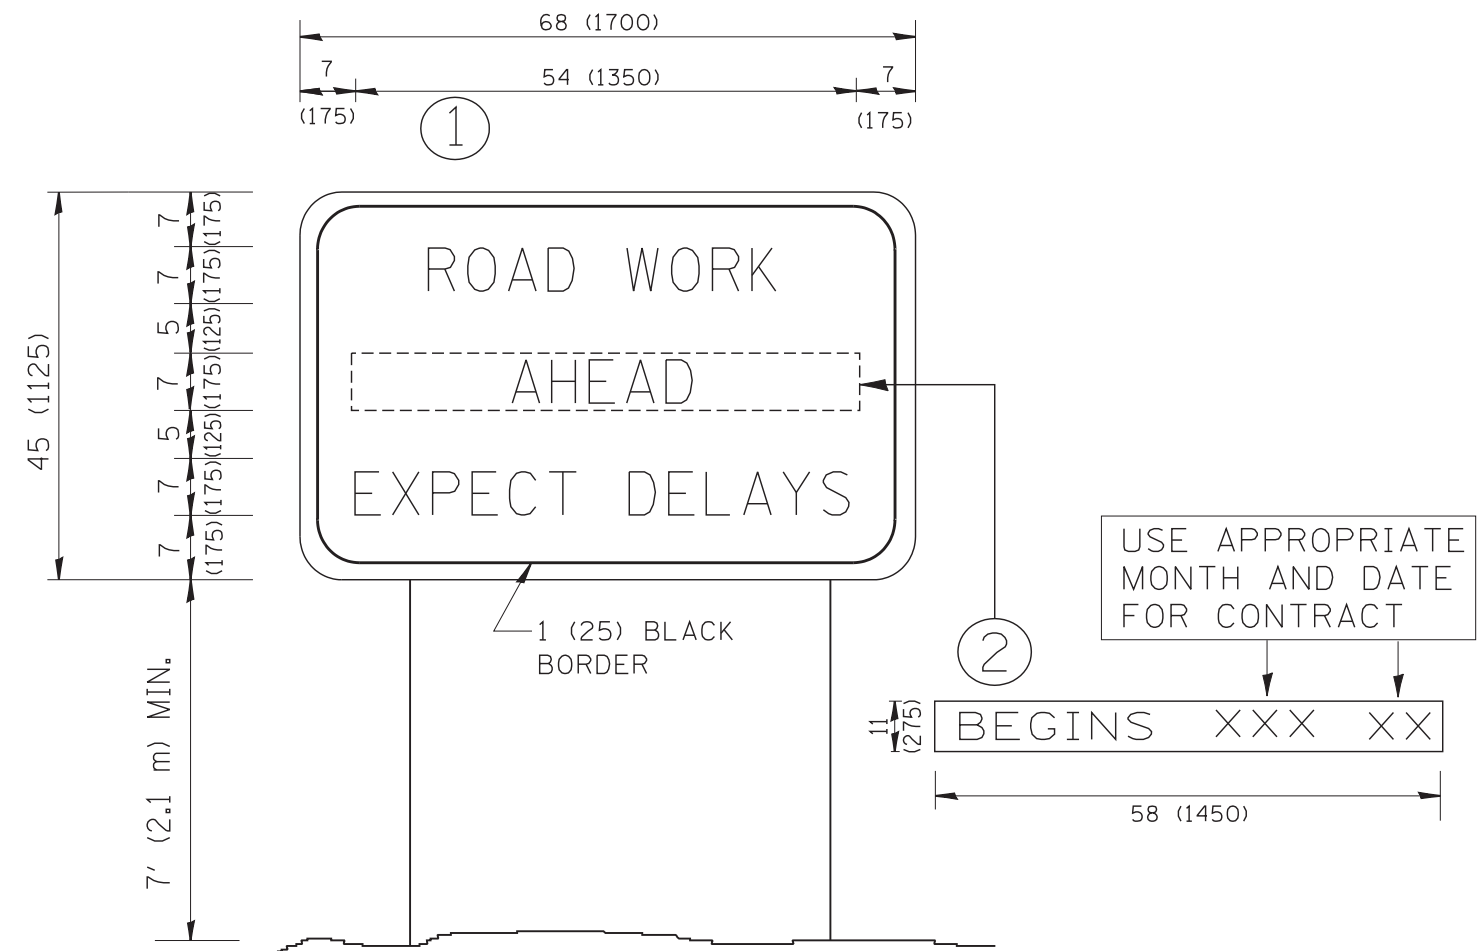 68 (1700)
7
54 (1350)
7
(175)
(175)
1
45 (1125)
7 (175)
7 (175)
5 (125)
7 (175)
5 (125)
7 (175)
7 (175)
ROAD WORK
AHEAD
EXPECT DELAYS
1 (25) BLACK
BORDER
7' (2.1 m) MIN.
2
USE APPROPRIATE
MONTH AND DATE
FOR CONTRACT
11
(275)
BEGINS XXX XX
58 (1450)